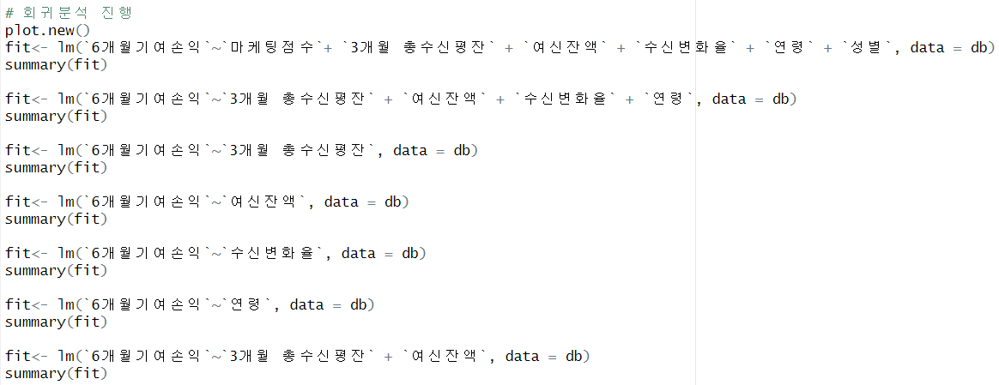 # 회귀분석 진행
plot.new()
fit<- lm(`6개월기여손익`~`마케팅점수`+ `3개월 총수신평잔` + `여신잔액` + `수신변화율` + `연령` + `성별`, data = db)
summary(fit)
fit<- lm(`6개월기여손익`~`3개월 총수신평잔` + `여신잔액` + `수신변화율` + `연령`, data = db)
summary(fit)
fit<- lm(`6개월기여손익`~`3개월 총수신평잔`, data = db)
summary(fit)
fit<- lm(`6개월기여손익`~`여신잔액`, data = db)
summary(fit)
fit<- lm(`6개월기여손익`~`수신변화율`, data = db)
summary(fit)
fit<- lm(`6개월기여손익`~`연령`, data = db)
summary(fit)
fit<- lm(`6개월기여손익`~`3개월 총수신평잔` + `여신잔액`, data = db)
summary(fit)